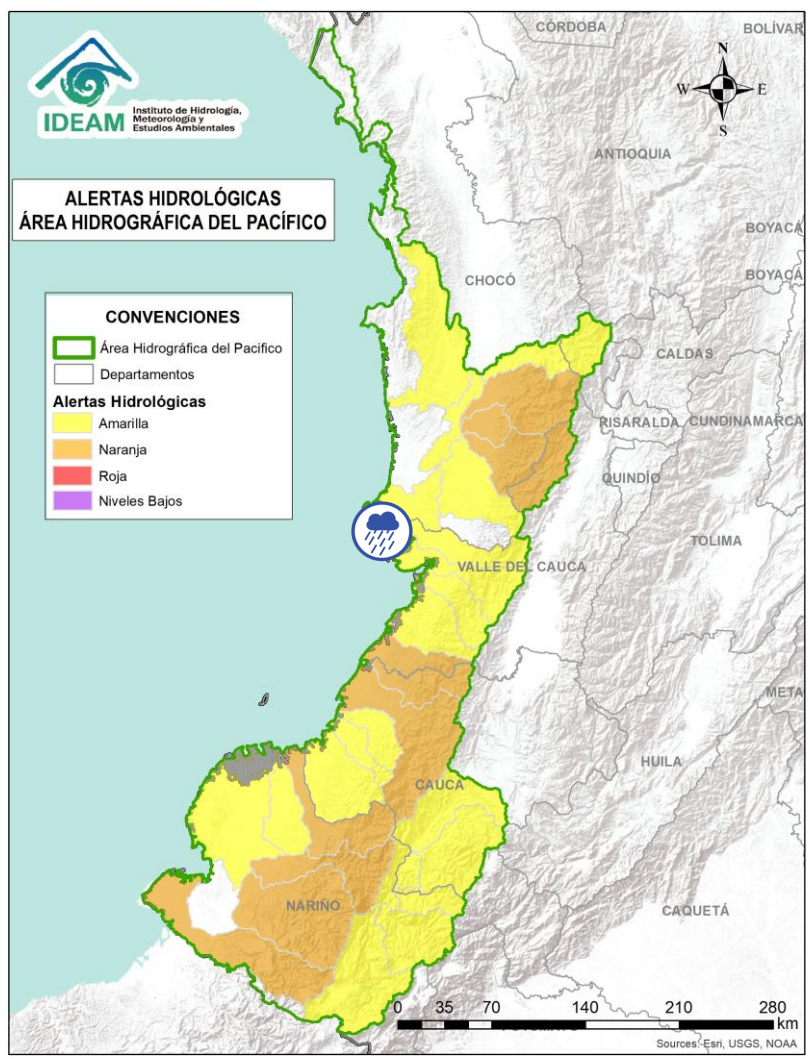 CÓRDOBA
BOLÍVAR
N
W E
S
IDEAM
Instituto de Hidrología,
Meteorología y
Estudios Ambientales
ANTIOQUIA
ALERTAS HIDROLÓGICAS
ÁREA HIDROGRÁFICA DEL PACÍFICO
BOYACÁ
BOYACÁ
CHOCÓ
CONVENCIONES
Área Hidrográfica del Pacifico
Departamentos
Alertas Hidrológicas
Amarilla
Naranja
Roja
Niveles Bajos
CALDAS
RISARALDA
CUNDINAMARCA
QUINDÍO
TOLIMA
VALLE DEL CAUCA
META
HUILA
CAUCA
NARIÑO
CAQUETÁ
0 35 70 140 210 280
km
Sources: Esri, USGS, NOAA